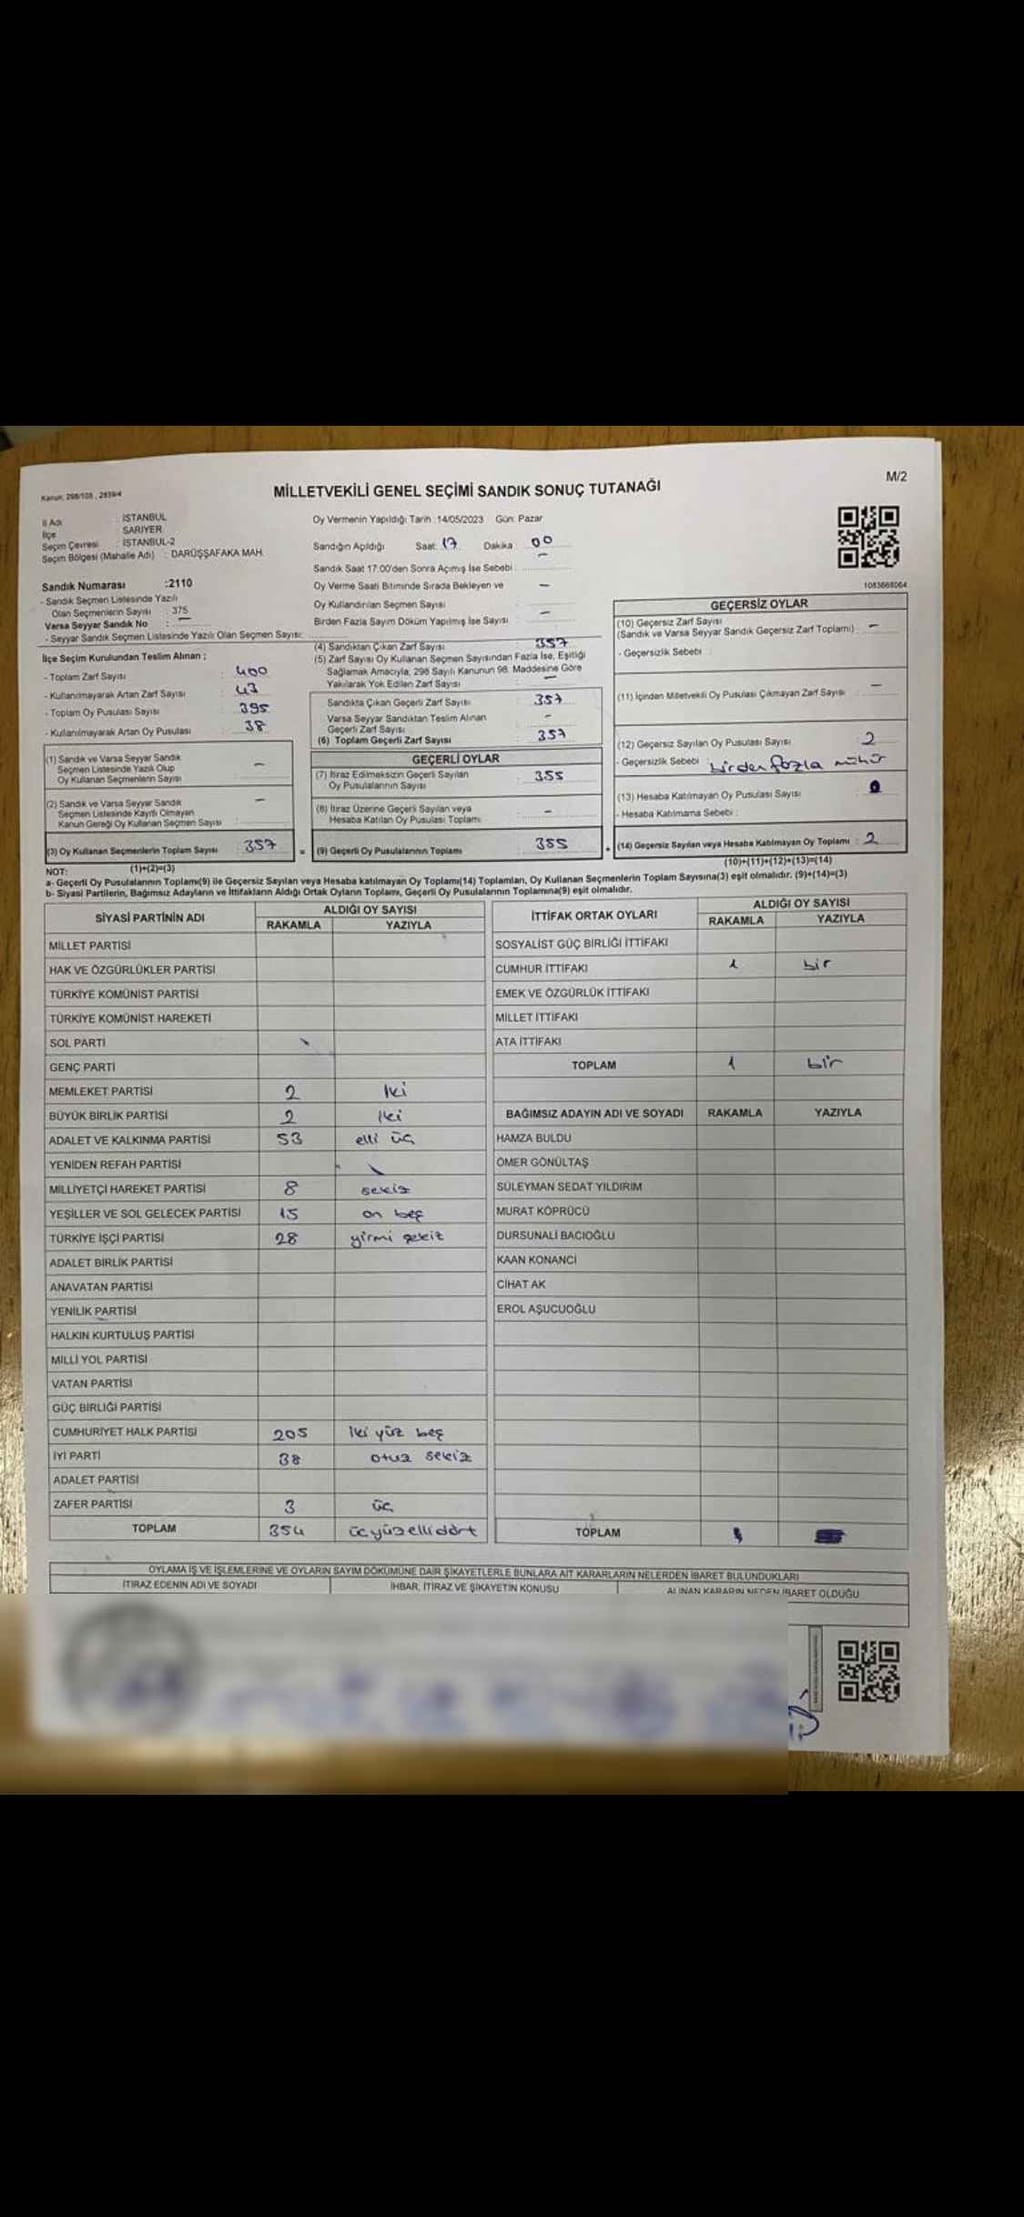 M/2
Kanun; 298/105, 2839/4
MİLLETVEKİLİ GENEL SEÇİMİ SANDIK SONUÇ TUTANAĞI
İl Adı : İSTANBUL
İlçe : SARIYER
Seçim Çevresi : İSTANBUL-2
Seçim Bölgesi (Mahalle Adı) : DARÜŞŞAFAKA MAH.
Sandık Numarası :2110
- Sandık Seçmen Listesinde Yazılı
Olan Seçmenlerin Sayısı : 375
Varsa Seyyar Sandık No : —
- Seyyar Sandık Seçmen Listesinde Yazılı Olan Seçmen Sayısı:
Oy Vermenin Yapıldığı Tarih :14/05/2023 Gün: Pazar
Sandığın Açıldığı Saat: 17 Dakika 00
Sandık Saat 17:00'den Sonra Açımış İse Sebebi : —
Oy Verme Saati Bitiminde Sırada Bekleyen ve —
Oy Kullandırılan Seçmen Sayısı
Birden Fazla Sayım Döküm Yapılmış İse Sayısı —
1083668064
İlçe Seçim Kurulundan Teslim Alınan ;
- Toplam Zarf Sayısı : 400
- Kullanılmayarak Artan Zarf Sayısı : 43
- Toplam Oy Pusulası Sayısı : 395
- Kullanılmayarak Artan Oy Pusulası : 38
(1) Sandık ve Varsa Seyyar Sandık
Seçmen Listesinde Yazılı Olup
Oy Kullanan Seçmenlerin Sayısı —
(2) Sandık ve Varsa Seyyar Sandık
Seçmen Listesinde Kayıtlı Olmayan
Kanun Gereği Oy Kullanan Seçmen Sayısı —
(3) Oy Kullanan Seçmenlerin Toplam Sayısı : 357
(1)+(2)=(3)
(4) Sandıktan Çıkan Zarf Sayısı 357
(5) Zarf Sayısı Oy Kullanan Seçmen Sayısından Fazla İse, Eşitliği
Sağlamak Amacıyla, 298 Sayılı Kanunun 98. Maddesine Göre
Yakılarak Yok Edilen Zarf Sayısı —
Sandıkta Çıkan Geçerli Zarf Sayısı : 357
Varsa Seyyar Sandıktan Teslim Alınan
Geçerli Zarf Sayısı : -
(6) Toplam Geçerli Zarf Sayısı : 357
GEÇERLİ OYLAR
(7) İtiraz Edilmeksizin Geçerli Sayılan
Oy Pusulalarının Sayısı : 355
(8) İtiraz Üzerine Geçerli Sayılan veya
Hesaba Katılan Oy Pusulası Toplamı : -
= (9) Geçerli Oy Pusulalarının Toplamı : 355
GEÇERSİZ OYLAR
(10) Geçersiz Zarf Sayısı
(Sandık ve Varsa Seyyar Sandık Geçersiz Zarf Toplamı) : —
- Geçersizlik Sebebi :
(11) İçinden Milletvekili Oy Pusulası Çıkmayan Zarf Sayısı : —
(12) Geçersiz Sayılan Oy Pusulası Sayısı : 2
- Geçersizlik Sebebi : birden fazla mühür
(13) Hesaba Katılmayan Oy Pusulası Sayısı :
- Hesaba Katılmama Sebebi :
+ (14) Geçersiz Sayılan veya Hesaba Katılmayan Oy Toplamı : 2
(10)+(11)+(12)+(13)=(14)
NOT:
a- Geçerli Oy Pusulalarının Toplamı(9) ile Geçersiz Sayılan veya Hesaba katılmayan Oy Toplamı(14) Toplamları, Oy Kullanan Seçmenlerin Toplam Sayısına(3) eşit olmalıdır. (9)+(14)=(3)
b- Siyasi Partilerin, Bağımsız Adayların ve İttifakların Aldığı Ortak Oyların Toplamı, Geçerli Oy Pusulalarının Toplamına(9) eşit olmalıdır.
SİYASİ PARTİNİN ADI ALDIĞI OY SAYISI
RAKAMLA YAZIYLA
MİLLET PARTİSİ
HAK VE ÖZGÜRLÜKLER PARTİSİ
TÜRKİYE KOMÜNİST PARTİSİ
TÜRKİYE KOMÜNİST HAREKETİ
SOL PARTİ
GENÇ PARTİ
MEMLEKET PARTİSİ 2 iki
BÜYÜK BİRLİK PARTİSİ 2 iki
ADALET VE KALKINMA PARTİSİ 53 elli üç
YENİDEN REFAH PARTİSİ
MİLLİYETÇİ HAREKET PARTİSİ 8 sekiz
YEŞİLLER VE SOL GELECEK PARTİSİ 15 on beş
TÜRKİYE İŞÇİ PARTİSİ 28 yirmi sekiz
ADALET BİRLİK PARTİSİ
ANAVATAN PARTİSİ
YENİLİK PARTİSİ
HALKIN KURTULUŞ PARTİSİ
MİLLİ YOL PARTİSİ
VATAN PARTİSİ
GÜÇ BİRLİĞİ PARTİSİ
CUMHURİYET HALK PARTİSİ 205 iki yüz beş
İYİ PARTİ 38 otuz sekiz
ADALET PARTİSİ
ZAFER PARTİSİ 3 üç
TOPLAM 354 üçyüzellidört
İTTİFAK ORTAK OYLARI ALDIĞI OY SAYISI
RAKAMLA YAZIYLA
SOSYALİST GÜÇ BİRLİĞİ İTTİFAKI
CUMHUR İTTİFAKI 1 bir
EMEK VE ÖZGÜRLÜK İTTİFAKI
MİLLET İTTİFAKI
ATA İTTİFAKI
TOPLAM 1 bir
BAĞIMSIZ ADAYIN ADI VE SOYADI RAKAMLA YAZIYLA
HAMZA BULDU
ÖMER GÖNÜLTAŞ
SÜLEYMAN SEDAT YILDIRIM
MURAT KÖPRÜCÜ
DURSUNALİ BACIOĞLU
KAAN KONANCİ
CİHAT AK
EROL AŞUCUOĞLU
TOPLAM
OYLAMA İŞ VE İŞLEMLERİNE VE OYLARIN SAYIM DÖKÜMÜNE DAİR ŞİKAYETLERLE BUNLARA AİT KARARLARIN NELERDEN İBARET BULUNDUKLARI
İTİRAZ EDENİN ADI VE SOYADI İHBAR, İTİRAZ VE ŞİKAYETİN KONUSU ALINAN KARARIN NEDEN İBARET OLDUĞU